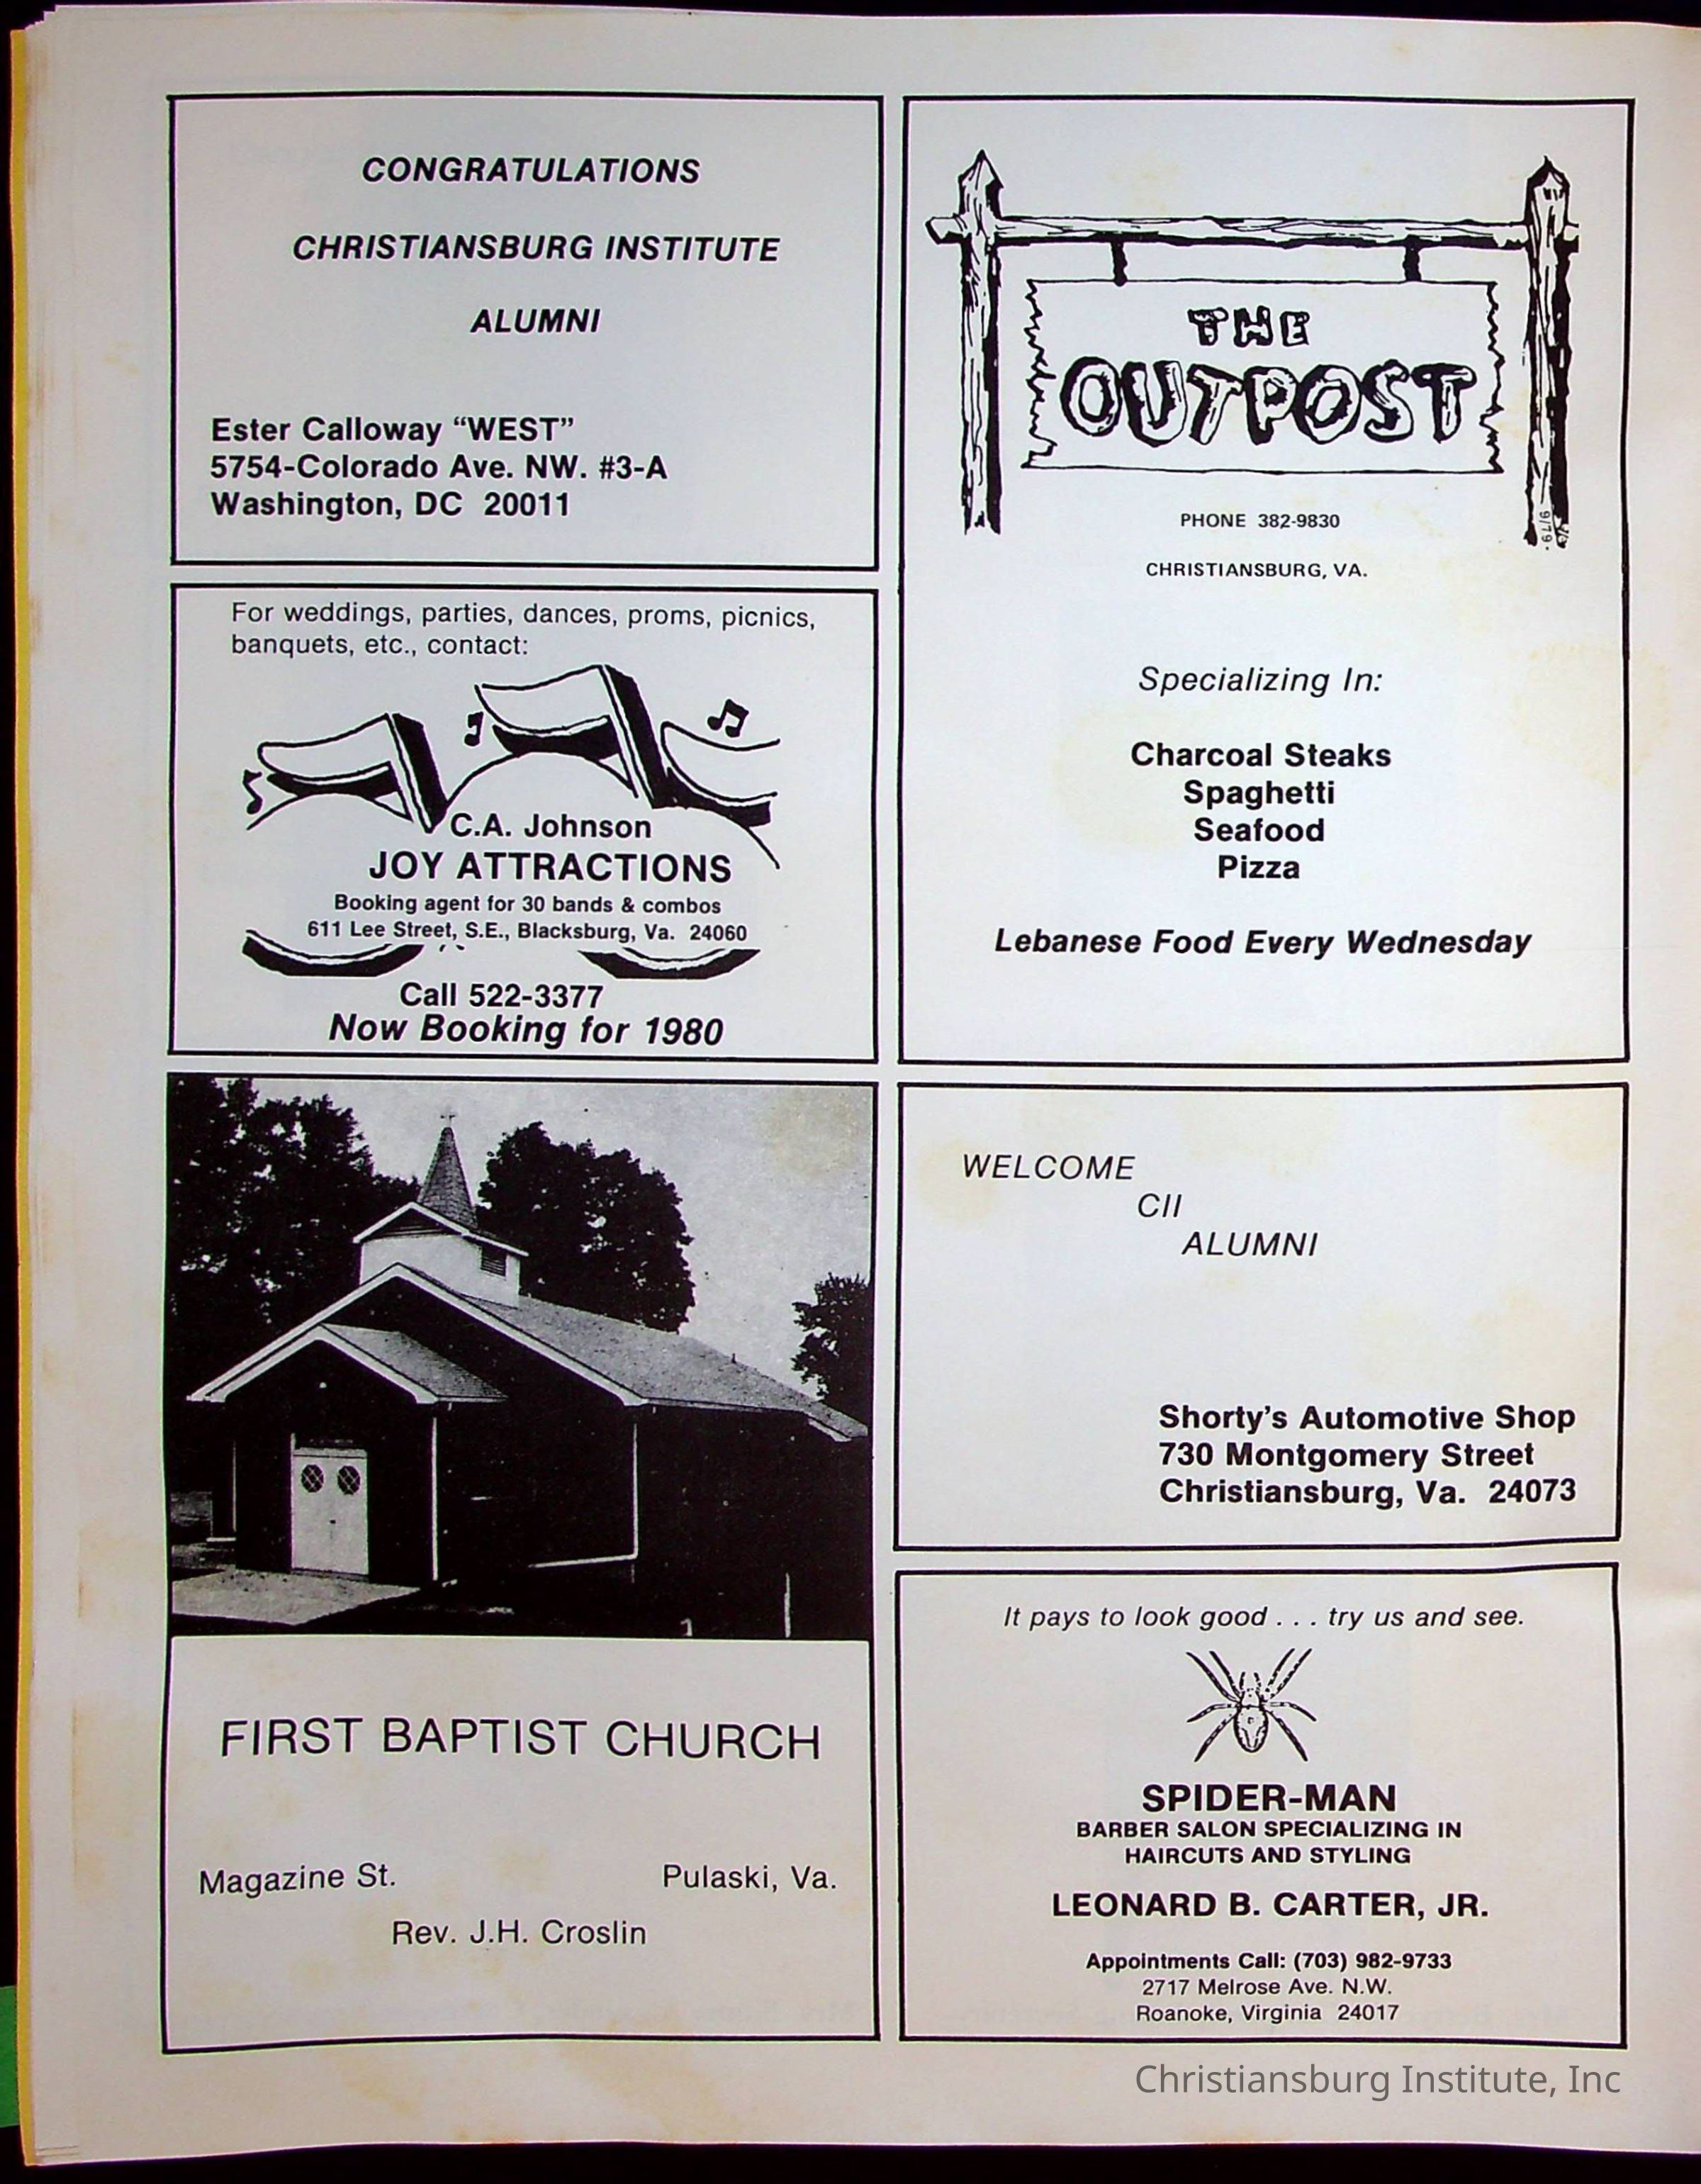 CONGRATULATIONS
CHRISTIANSBURG INSTITUTE
ALUMNI
Ester Calloway “WEST”
5754-Colorado Ave. NW. #3-A
Washington, DC 20011
For weddings, parties, dances, proms, picnics,
banquets, etc., contact:
C.A. Johnson
JOY ATTRACTIONS
Booking agent for 30 bands & combos
611 Lee Street, S.E., Blacksburg, Va. 24060
Call 522-3377
Now Booking for 1980
FIRST BAPTIST CHURCH
Magazine St. Pulaski, Va.
Rev. J.H. Croslin
THE
OUTPOST
PHONE 382-9830
CHRISTIANSBURG, VA.
Specializing In:
Charcoal Steaks
Spaghetti
Seafood
Pizza
Lebanese Food Every Wednesday
WELCOME
CII
ALUMNI
Shorty's Automotive Shop
730 Montgomery Street
Christiansburg, Va. 24073
It pays to look good . . . try us and see.
SPIDER-MAN
BARBER SALON SPECIALIZING IN
HAIRCUTS AND STYLING
LEONARD B. CARTER, JR.
Appointments Call: (703) 982-9733
2717 Melrose Ave. N.W.
Roanoke, Virginia 24017
Christiansburg Institute, Inc